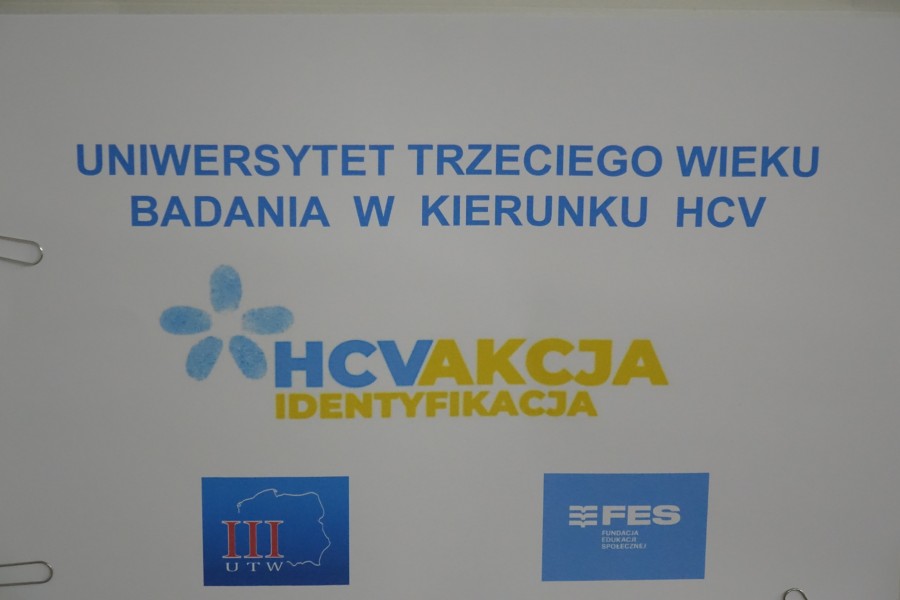 UNIWERSYTET TRZECIEGO WIEKU
BADANIA W KIERUNKU HCV
HCVAKCJA
IDENTYFIKACJA
III
UTW
FES
FUNDACJA
EDUKACJI
SPOŁECZNEJ